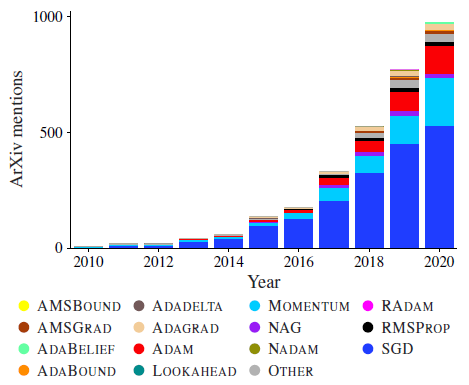 1000
500
0
ArXiv mentions
2010 2012 2014 2016 2018 2020
Year
AMSBOUND ADADELTA MOMENTUM RADAM
AMSGRAD ADAGRAD NAG RMSPROP
ADABELIEF ADAM NADAM SGD
ADABOUND LOOKAHEAD OTHER